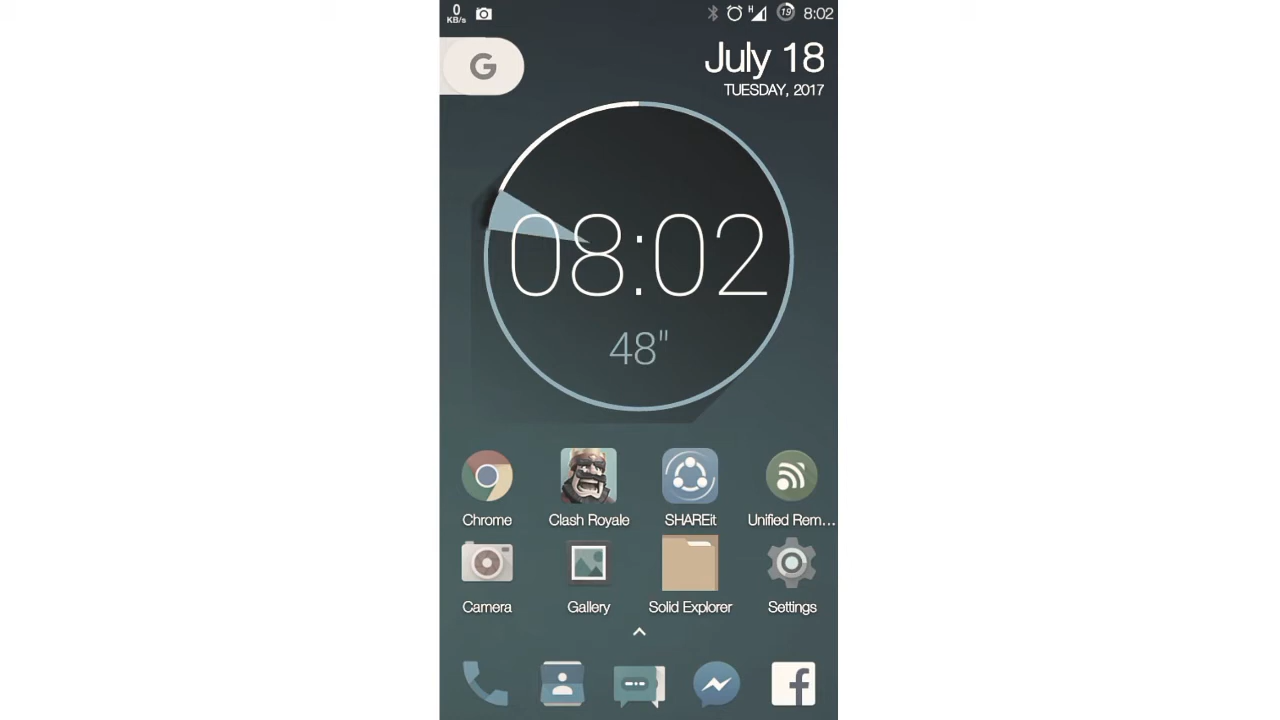 0
KB/s
H
19
8:02
G
July 18
TUESDAY, 2017
08:02
48"
Chrome
Clash Royale
SHAREit
Unified Rem...
Camera
Gallery
Solid Explorer
Settings